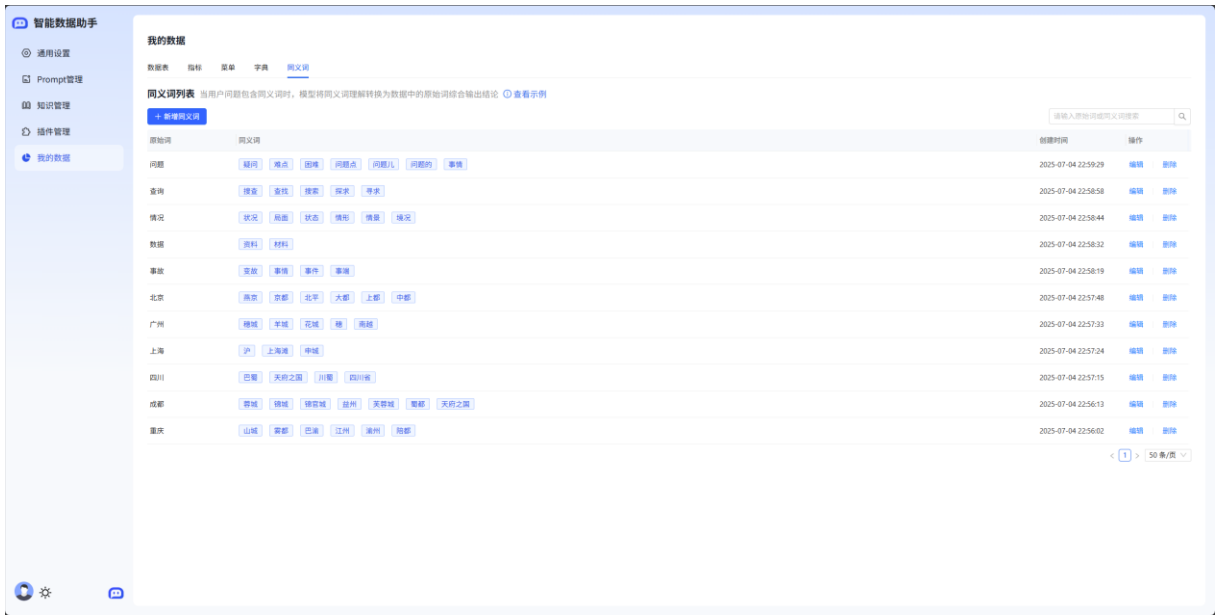 智能数据助手
通用设置
Prompt管理
知识管理
插件管理
我的数据
我的数据
数据表 指标 菜单 字典 同义词
同义词列表 当用户问题包含同义词时，模型将同义词理解转换为数据中的原始词综合输出结论 查看示例
+ 新增同义词 请输入原始词或同义词搜索
原始词 同义词 创建时间 操作
问题 疑问 难点 困难 问题点 问题儿 问题的 事情 2025-07-04 22:59:29 编辑 删除
查询 搜查 查找 搜索 探求 寻求 2025-07-04 22:58:58 编辑 删除
情况 状况 局面 状态 情形 情景 境况 2025-07-04 22:58:44 编辑 删除
数据 资料 材料 2025-07-04 22:58:32 编辑 删除
事故 变故 事情 事件 事端 2025-07-04 22:58:19 编辑 删除
北京 燕京 京都 北平 大都 上都 中都 2025-07-04 22:57:48 编辑 删除
广州 穗城 羊城 花城 穗 南越 2025-07-04 22:57:33 编辑 删除
上海 沪 上海滩 申城 2025-07-04 22:57:24 编辑 删除
四川 巴蜀 天府之国 川蜀 四川省 2025-07-04 22:57:15 编辑 删除
成都 蓉城 锦城 锦官城 益州 芙蓉城 蜀都 天府之国 2025-07-04 22:56:13 编辑 删除
重庆 山城 雾都 巴渝 江州 渝州 陪都 2025-07-04 22:56:02 编辑 删除
< 1 > 50 条/页